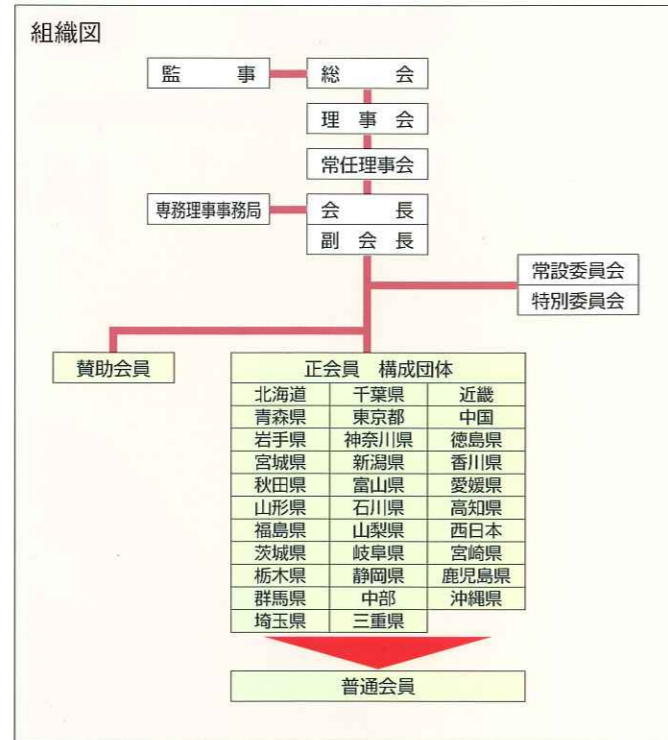 組織図
監事 総会
理事会
常任理事会
専務理事事務局 会長
副会長
常設委員会
特別委員会
賛助会員 正会員 構成団体
北海道 千葉県 近畿
青森県 東京都 中国
岩手県 神奈川県 徳島県
宮城県 新潟県 香川県
秋田県 富山県 愛媛県
山形県 石川県 高知県
福島県 山梨県 西日本
茨城県 岐阜県 宮崎県
栃木県 静岡県 鹿児島県
群馬県 中部 沖縄県
埼玉県 三重県
普通会員